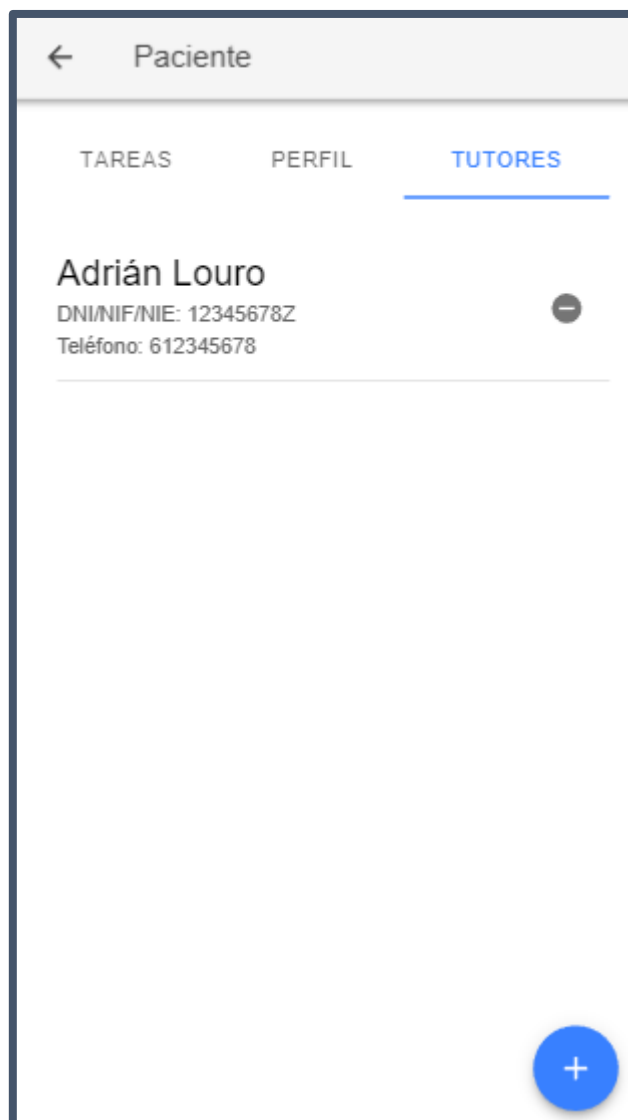 Paciente
TAREAS PERFIL TUTORES
Adrián Louro
DNI/NIF/NIE: 12345678Z
Teléfono: 612345678